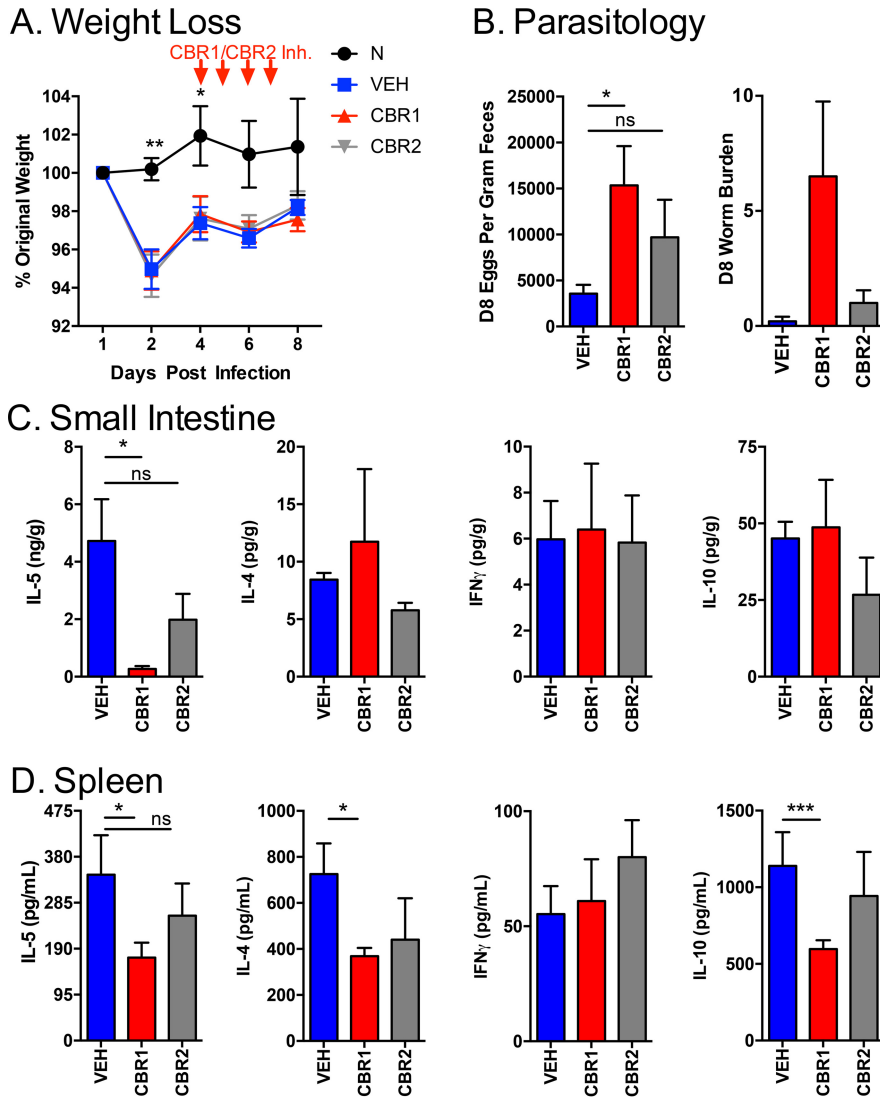 A. Weight Loss
CBR1/CBR2 Inh.
N
VEH
CBR1
CBR2
104
102
100
98
96
94
92
% Original Weight
**
*
1 2 4 6 8
Days Post Infection
B. Parasitology
25000
20000
15000
10000
5000
0
D8 Eggs Per Gram Feces
*
ns
VEH CBR1 CBR2
10
5
0
D8 Worm Burden
VEH CBR1 CBR2
C. Small Intestine
8
6
4
2
0
IL-5 (ng/g)
*
ns
VEH CBR1 CBR2
20
15
10
5
0
IL-4 (pg/g)
VEH CBR1 CBR2
10
8
6
4
2
0
IFNγ (pg/g)
VEH CBR1 CBR2
75
50
25
0
IL-10 (pg/g)
VEH CBR1 CBR2
D. Spleen
475
380
285
190
95
0
IL-5 (pg/mL)
*
ns
VEH CBR1 CBR2
1000
800
600
400
200
0
IL-4 (pg/mL)
*
VEH CBR1 CBR2
100
50
0
IFNγ (pg/mL)
VEH CBR1 CBR2
1500
1000
500
0
IL-10 (pg/mL)
***
VEH CBR1 CBR2